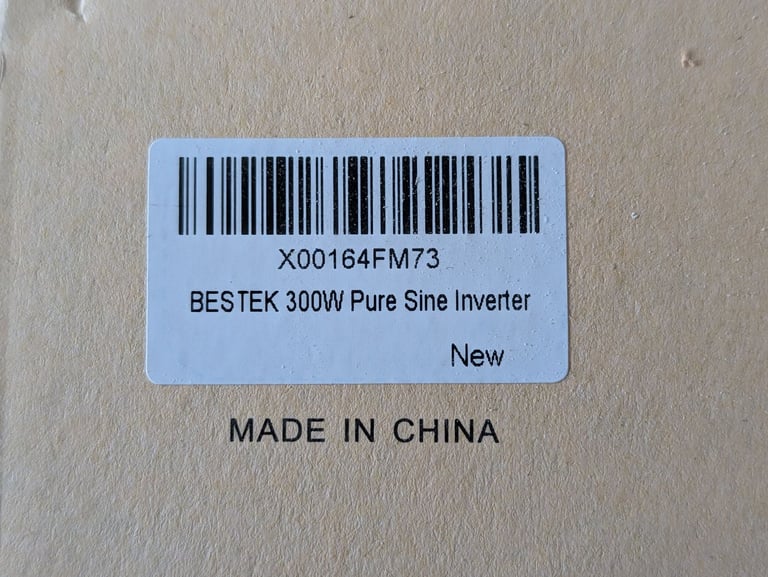 X00164FM73
BESTEK 300W Pure Sine Inverter
New
MADE IN CHINA